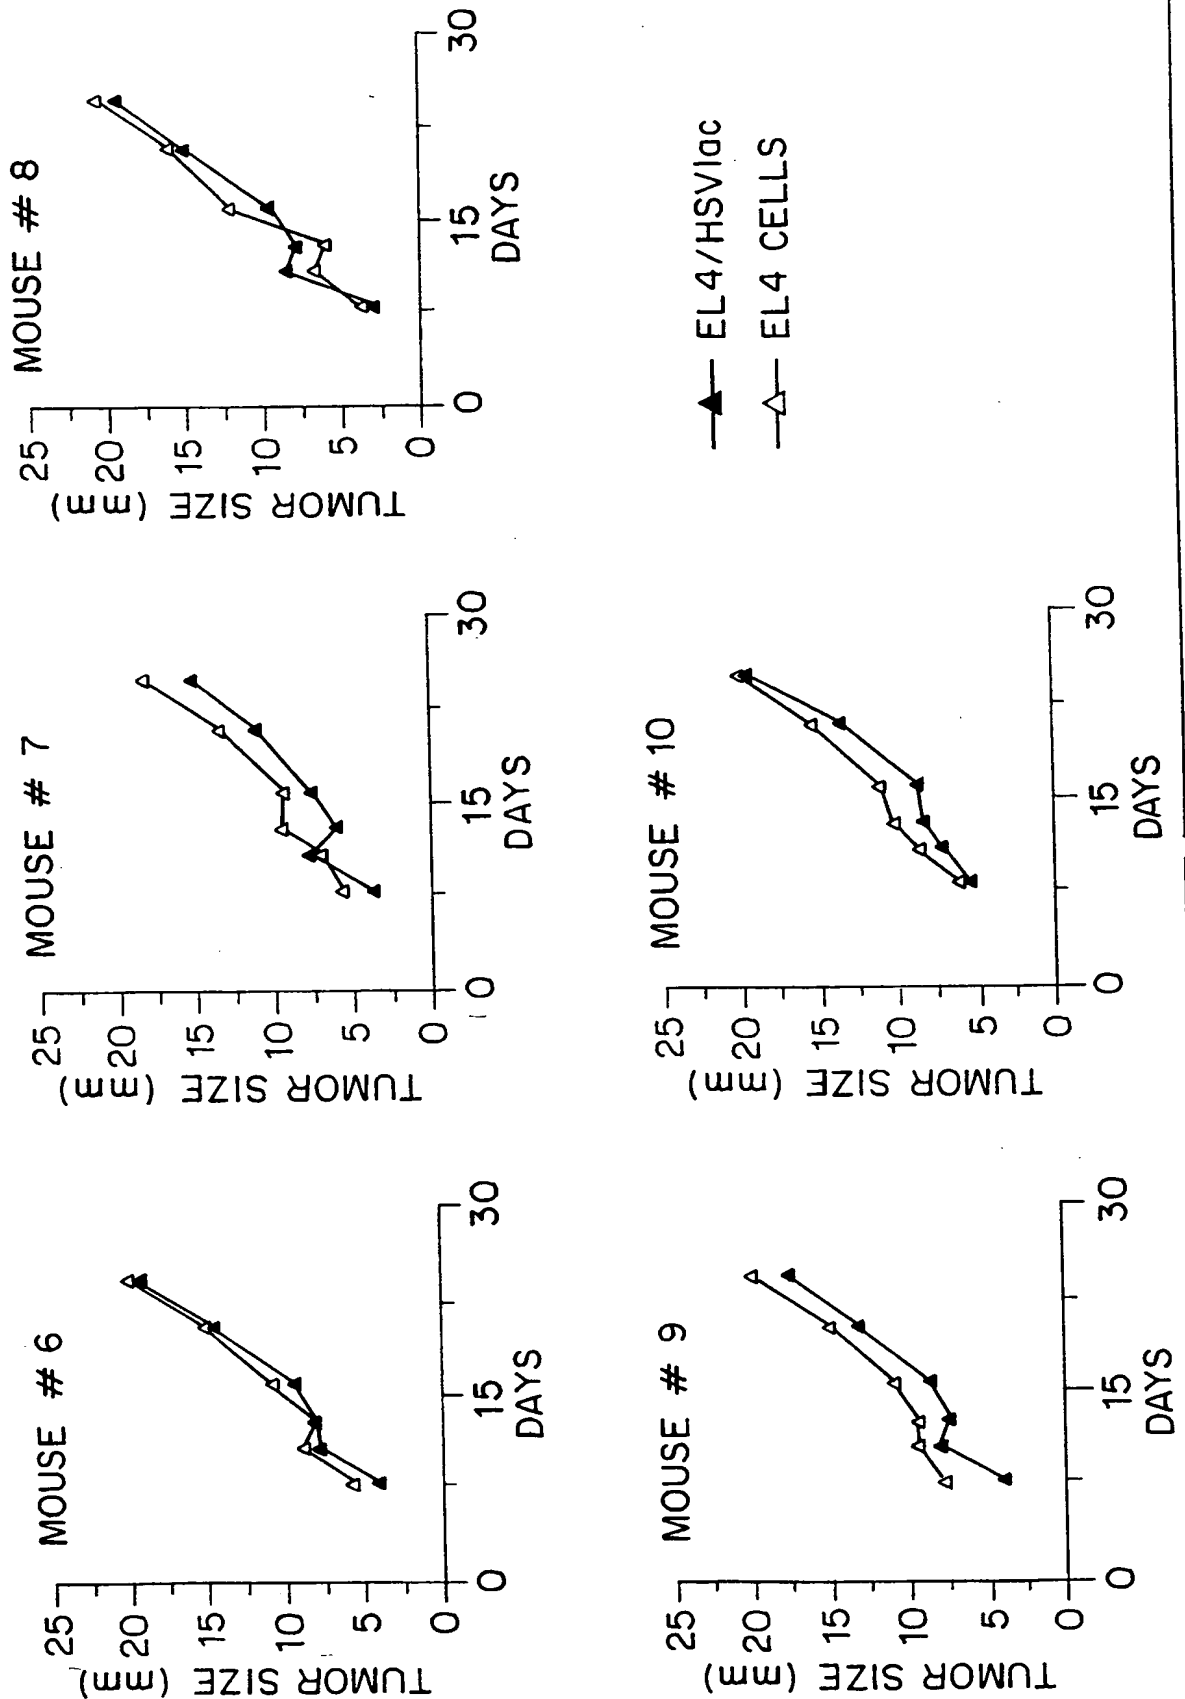 MOUSE # 6
25
20
15
10
5
0
TUMOR SIZE (mm)
0
15
30
DAYS
MOUSE # 7
25
20
15
10
5
0
TUMOR SIZE (mm)
0
15
30
DAYS
MOUSE # 8
25
20
15
10
5
0
TUMOR SIZE (mm)
0
15
30
DAYS
MOUSE # 9
25
20
15
10
5
0
TUMOR SIZE (mm)
0
15
30
DAYS
MOUSE # 10
25
20
15
10
5
0
TUMOR SIZE (mm)
0
15
30
DAYS
EL4/HSVlac
EL4 CELLS